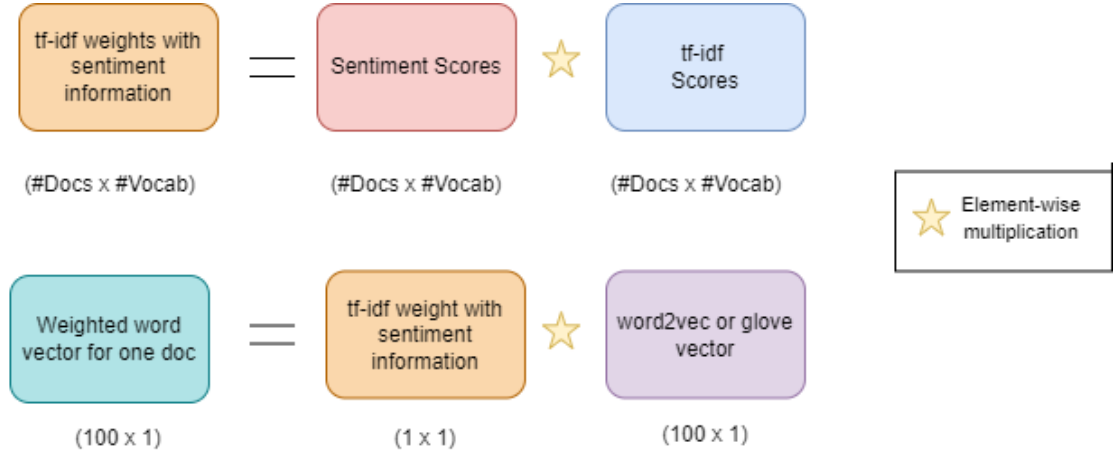 tf-idf weights with
sentiment
information
Sentiment Scores
tf-idf
Scores
(#Docs x #Vocab)
(#Docs x #Vocab)
(#Docs x #Vocab)
Element-wise
multiplication
Weighted word
vector for one doc
tf-idf weight with
sentiment
information
word2vec or glove
vector
(100 x 1)
(1 x 1)
(100 x 1)